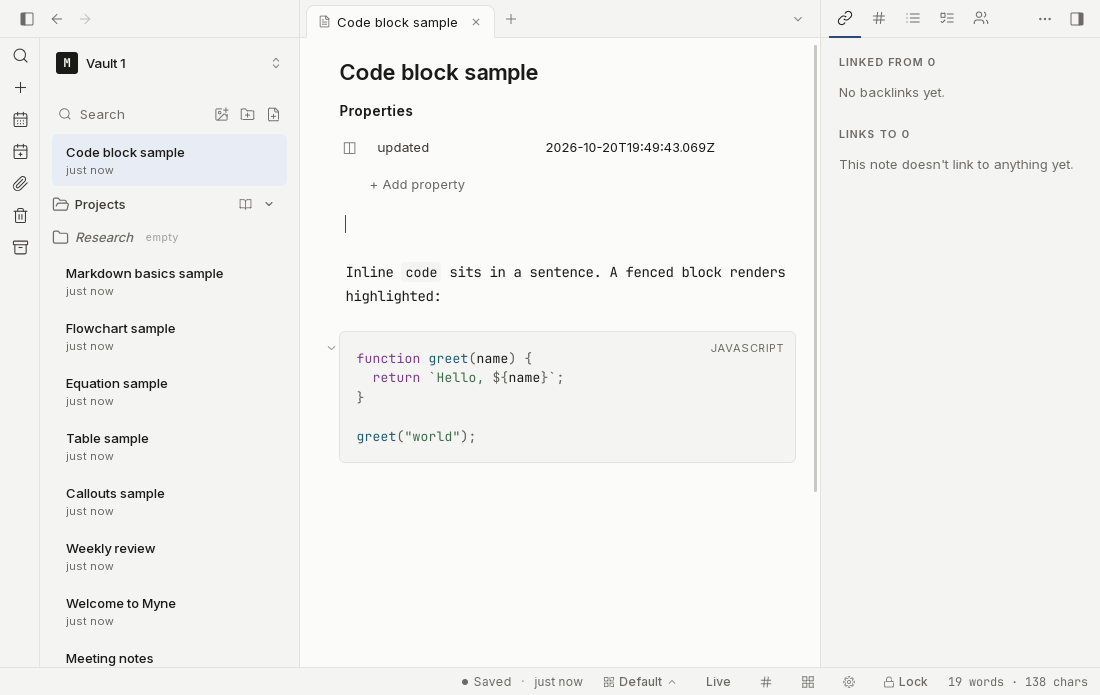 Code block sample
M Vault 1
Search
Code block sample
just now
Projects
Research empty
Markdown basics sample
just now
Flowchart sample
just now
Equation sample
just now
Table sample
just now
Callouts sample
just now
Weekly review
just now
Welcome to Myne
just now
Meeting notes
Code block sample
Properties
updated 2026-10-20T19:49:43.069Z
+ Add property
Inline code sits in a sentence. A fenced block renders
highlighted:
JAVASCRIPT
function greet(name) {
  return `Hello, ${name}`;
}
greet("world");
LINKED FROM 0
No backlinks yet.
LINKS TO 0
This note doesn't link to anything yet.
Saved · just now Default Live Lock 19 words · 138 chars